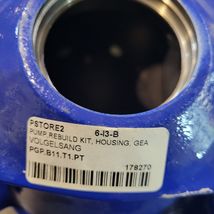 PSTORE2 6-I3-B
PUMP REBUILD KIT, HOUSING, GEA
VOLGELSANG
PGP.B11.T1.PT
178270